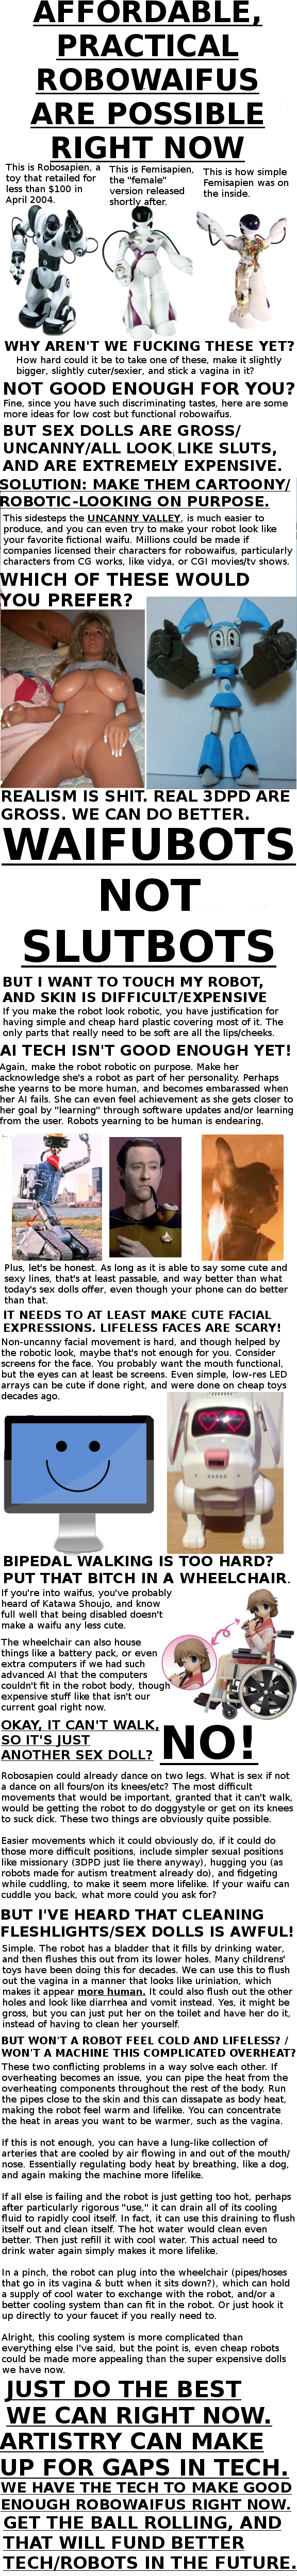 AFFORDABLE,
PRACTICAL
ROBOWAIFUS
ARE POSSIBLE
RIGHT NOW
This is Robosapien, a
toy that retailed for
less than $100 in
April 2004.
This is Femisapien,
the "female"
version released
shortly after.
This is how simple
Femisapien was on
the inside.
WHY AREN'T WE FUCKING THESE YET?
How hard could it be to take one of these, make it slightly
bigger, slightly cuter/sexier, and stick a vagina in it?
NOT GOOD ENOUGH FOR YOU?
Fine, since you have such discriminating tastes, here are some
more ideas for low cost but functional robowaifus.
BUT SEX DOLLS ARE GROSS/
UNCANNY/ALL LOOK LIKE SLUTS,
AND ARE EXTREMELY EXPENSIVE.
SOLUTION: MAKE THEM CARTOONY/
ROBOTIC-LOOKING ON PURPOSE.
This sidesteps the UNCANNY VALLEY, is much easier to
produce, and you can even try to make your robot look like
your favorite fictional waifu. Millions could be made if
companies licensed their characters for robowaifus, particularly
characters from CG works, like vidya, or CGI movies/tv shows.
WHICH OF THESE WOULD
YOU PREFER?
REALISM IS SHIT. REAL 3DPD ARE
GROSS. WE CAN DO BETTER.
WAIFUBOTS
NOT
SLUTBOTS
BUT I WANT TO TOUCH MY ROBOT,
AND SKIN IS DIFFICULT/EXPENSIVE
If you make the robot look robotic, you have justification for
having simple and cheap hard plastic covering most of it. The
only parts that really need to be soft are all the lips/cheeks.
AI TECH ISN'T GOOD ENOUGH YET!
Again, make the robot robotic on purpose. Make her
acknowledge she's a robot as part of her personality. Perhaps
she yearns to be more human, and becomes embarassed when
her AI fails. She can even feel achievement as she gets closer to
her goal by "learning" through software updates and/or learning
from the user. Robots yearning to be human is endearing.
Plus, let's be honest. As long as it is able to say some cute and
sexy lines, that's at least passable, and way better than what
today's sex dolls offer, even though your phone can do better
than that.
IT NEEDS TO AT LEAST MAKE CUTE FACIAL
EXPRESSIONS. LIFELESS FACES ARE SCARY!
Non-uncanny facial movement is hard, and though helped by
the robotic look, maybe that's not enough for you. Consider
screens for the face. You probably want the mouth functional,
but the eyes can at least be screens. Even simple, low-res LED
arrays can be cute if done right, and were done on cheap toys
decades ago.
BIPEDAL WALKING IS TOO HARD?
PUT THAT BITCH IN A WHEELCHAIR.
If you're into waifus, you've probably
heard of Katawa Shoujo, and know
full well that being disabled doesn't
make a waifu any less cute.
The wheelchair can also house
things like a battery pack, or even
extra computers if we had such
advanced AI that the computers
couldn't fit in the robot body, though
expensive stuff like that isn't our
current goal right now.
OKAY, IT CAN'T WALK,
SO IT'S JUST
ANOTHER SEX DOLL?
NO!
Robosapien could already dance on two legs. What is sex if not
a dance on all fours/on its knees/etc? The most difficult
movements that would be important, granted that it can't walk,
would be getting the robot to do doggystyle or get on its knees
to suck dick. These two things are obviously quite possible.
Easier movements which it could obviously do, if it could do
those more difficult positions, include simpler sexual positions
like missionary (3DPD just lie there anyway), hugging you (as
robots made for autism treatment already do), and fidgeting
while cuddling, to make it seem more lifelike. If your waifu can
cuddle you back, what more could you ask for?
BUT I'VE HEARD THAT CLEANING
FLESHLIGHTS/SEX DOLLS IS AWFUL!
Simple. The robot has a bladder that it fills by drinking water,
and then flushes this out from its lower holes. Many childrens'
toys have been doing this for decades. We can use this to flush
out the vagina in a manner that looks like uriniation, which
makes it appear more human. It could also flush out the other
holes and look like diarrhea and vomit instead. Yes, it might be
gross, but you can just put her on the toilet and have her do it,
instead of having to clean her yourself.
BUT WON'T A ROBOT FEEL COLD AND LIFELESS? /
WON'T A MACHINE THIS COMPLICATED OVERHEAT?
These two conflicting problems in a way solve each other. If
overheating becomes an issue, you can pipe the heat from the
overheating components throughout the rest of the body. Run
the pipes close to the skin and this can dissapate as body heat,
making the robot feel warm and lifelike. You can concentrate
the heat in areas you want to be warmer, such as the vagina.
If this is not enough, you can have a lung-like collection of
arteries that are cooled by air flowing in and out of the mouth/
nose. Essentially regulating body heat by breathing, like a dog,
and again making the machine more lifelike.
If all else is failing and the robot is just getting too hot, perhaps
after particularly rigorous "use," it can drain all of its cooling
fluid to rapidly cool itself. In fact, it can use this draining to flush
itself out and clean itself. The hot water would clean even
better. Then just refill it with cool water. This actual need to
drink water again simply makes it more lifelike.
In a pinch, the robot can plug into the wheelchair (pipes/hoses
that go in its vagina & butt when it sits down?), which can hold
a supply of cool water to exchange with the robot, and/or a
better cooling system than can fit in the robot. Or just hook it
up directly to your faucet if you really need to.
Alright, this cooling system is more complicated than
everything else I've said, but the point is, even cheap robots
could be made more appealing than the super expensive dolls
we have now.
JUST DO THE BEST
WE CAN RIGHT NOW.
ARTISTRY CAN MAKE
UP FOR GAPS IN TECH.
WE HAVE THE TECH TO MAKE GOOD
ENOUGH ROBOWAIFUS RIGHT NOW.
GET THE BALL ROLLING, AND
THAT WILL FUND BETTER
TECH/ROBOTS IN THE FUTURE.